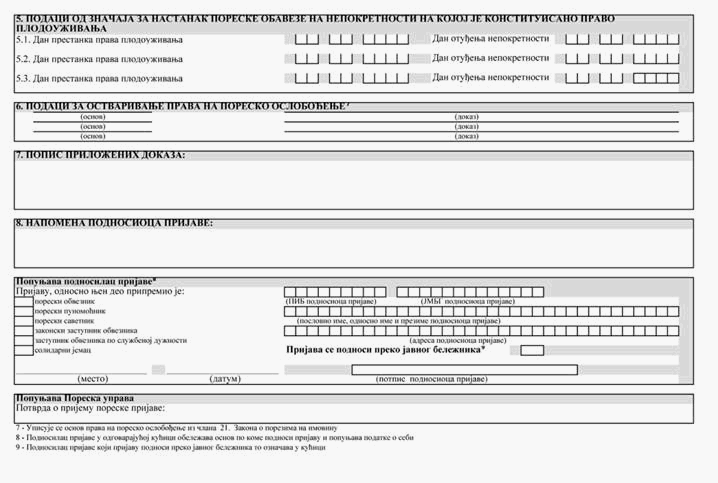 5. ПОДАЦИ ОД ЗНАЧАЈА ЗА НАСТАНАК ПОРЕСКЕ ОБАВЕЗЕ НА НЕПОКРЕТНОСТИ НА КОЈОЈ ЈЕ КОНСТИТУИСАНО ПРАВО
ПЛОДОУЖИВАЊА
5.1. Дан престанка права плодоуживања Дан отуђења непокретности
5.2. Дан престанка права плодоуживања Дан отуђења непокретности
5.3. Дан престанка права плодоуживања Дан отуђења непокретности
6. ПОДАЦИ ЗА ОСТВАРИВАЊЕ ПРАВА НА ПОРЕСКО ОСЛОБОЂЕЊЕ7
(основ) (доказ)
(основ) (доказ)
(основ) (доказ)
7. ПОПИС ПРИЛОЖЕНИХ ДОКАЗА:
8. НАПОМЕНА ПОДНОСИОЦА ПРИЈАВЕ:
Попуњава подносилац пријаве8
Пријаву, односно њен део припремио је:
порески обвезник (ПИБ подносиоца пријаве) (ЈМБГ подносиоца пријаве)
порески пуномоћник
порески саветник (пословно име, односно име и презиме подносиоца пријаве)
законски заступник обвезника
заступник обвезника по службеној дужности (адреса подносиоца пријаве)
солидарни јемац Пријава се подноси преко јавног бележника9
(место) (датум) (потпис подносиоца пријаве)
Попуњава Пореска управа
Потврда о пријему пореске пријаве:
7 - Уписује се основ права на пореско ослобођење из члана 21. Закона о порезима на имовину
8 - Подносилац пријаве у одговарајућој кућици обележава основ по коме подноси пријаву и попуњава податке о себи
9 - Подносилац пријаве који пријаву подноси преко јавног бележника то означава у кућици